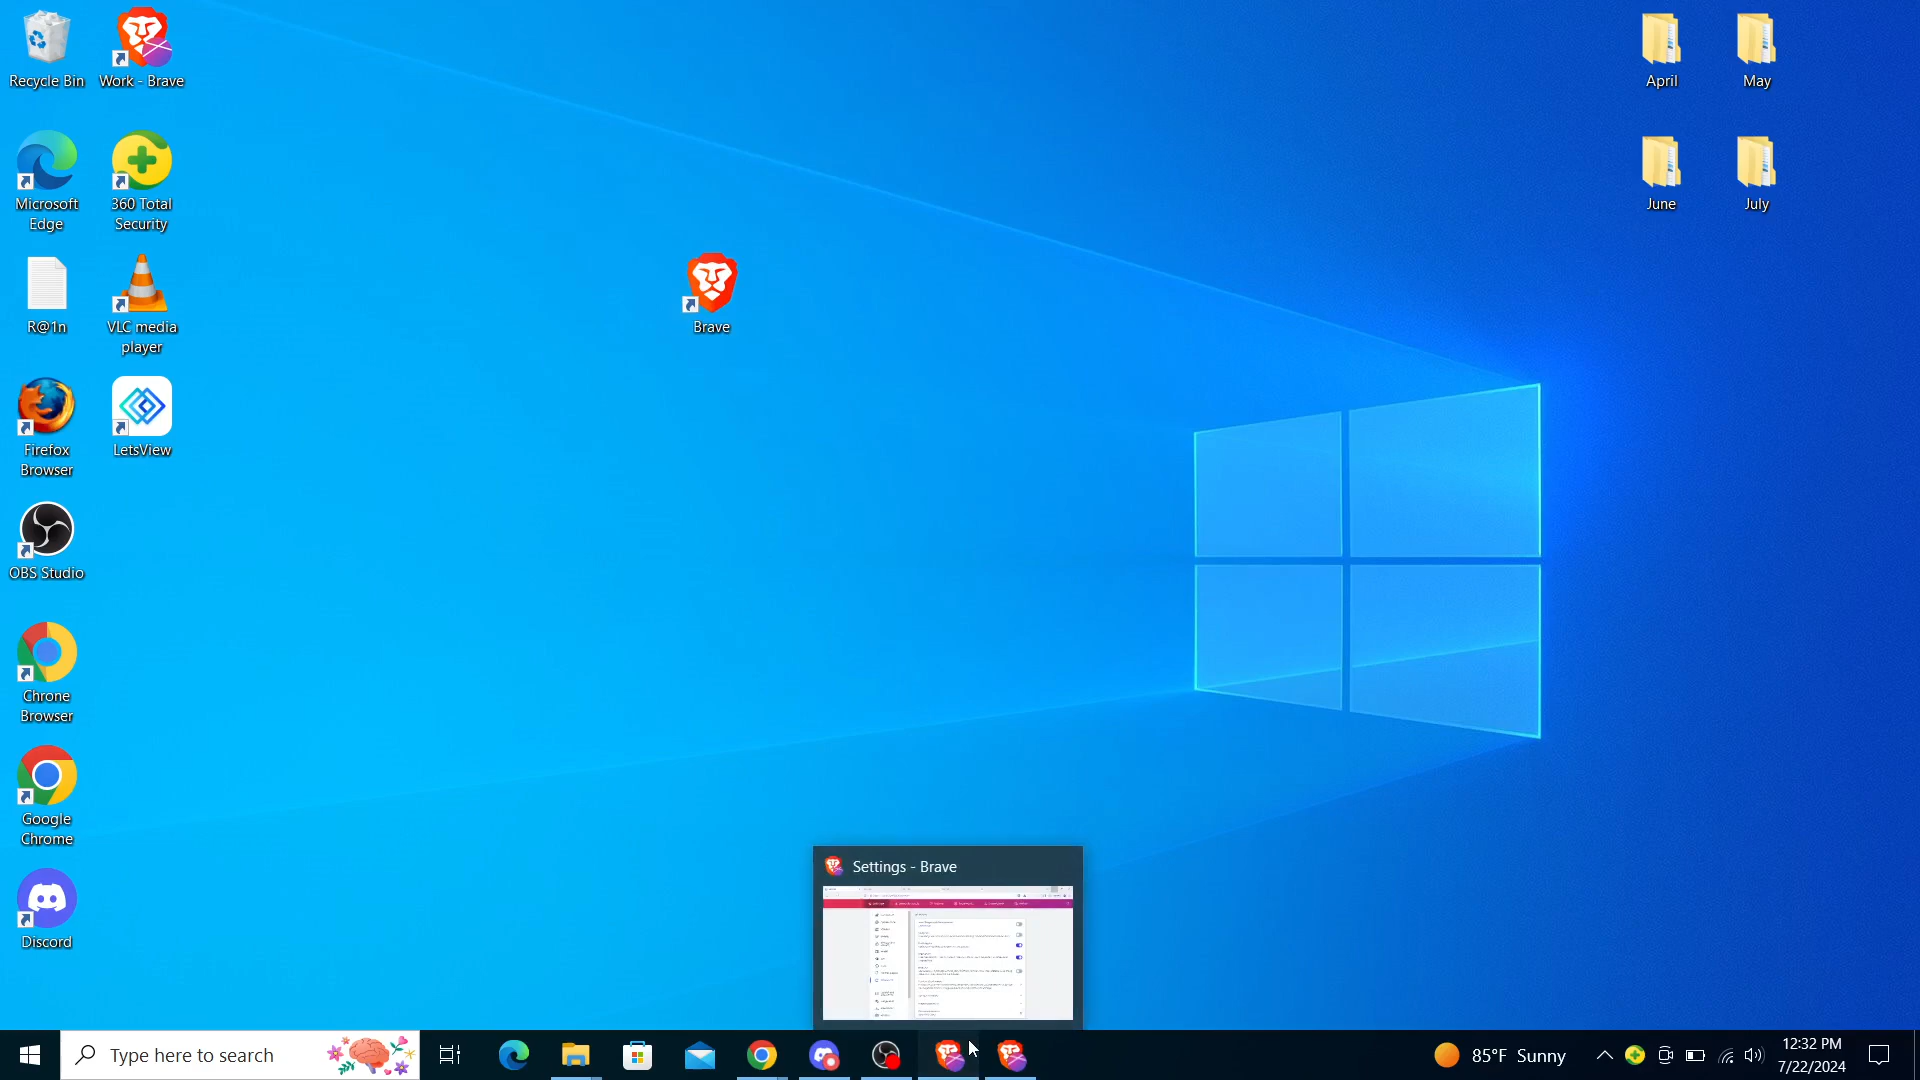 Recycle Bin
Work - Brave
April
May
Microsoft
Edge
360 Total
Security
June
July
R@1n
VLC media
player
Brave
Firefox
Browser
LetsView
OBS Studio
Chrone
Browser
Google
Chrome
Discord
Settings - Brave
Type here to search
85°F Sunny
12:32 PM
7/22/2024